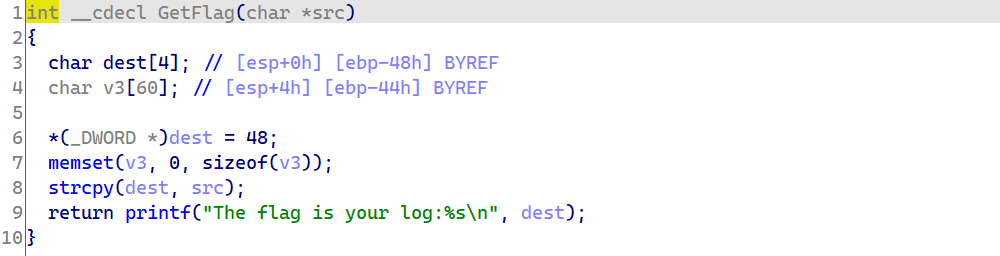 1 int __cdecl GetFlag(char *src)
2 {
3   char dest[4]; // [esp+0h] [ebp-48h] BYREF
4   char v3[60]; // [esp+4h] [ebp-44h] BYREF
5
6   *(_DWORD *)dest = 48;
7   memset(v3, 0, sizeof(v3));
8   strcpy(dest, src);
9   return printf("The flag is your log:%s\n", dest);
10 }